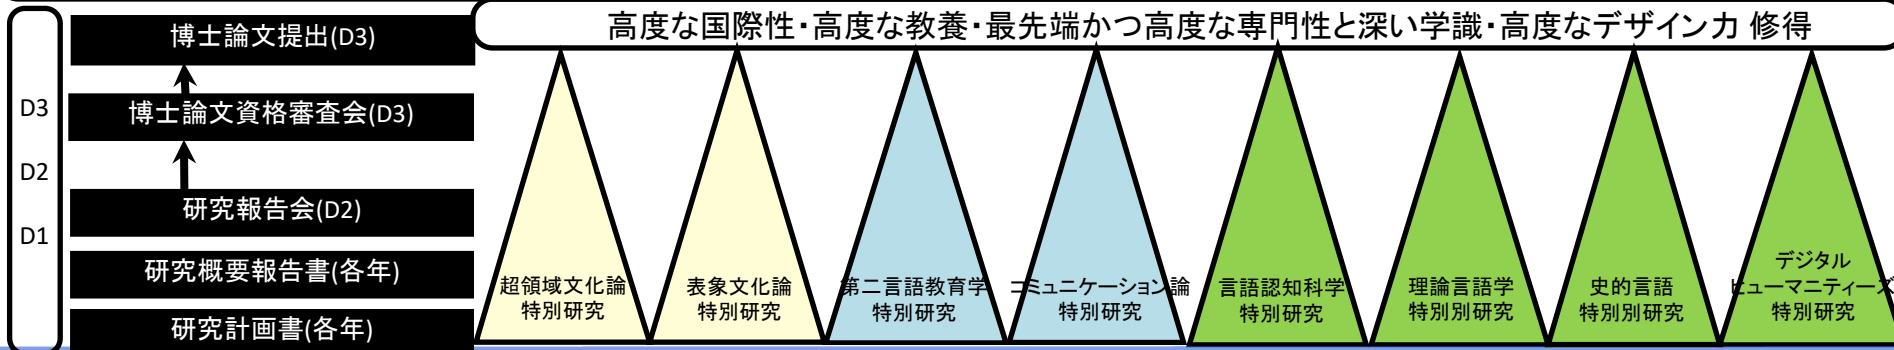 高度な国際性・高度な教養・最先端かつ高度な専門性と深い学識・高度なデザイン力 修得
D3
D2
D1
博士論文提出(D3)
博士論文資格審査会(D3)
研究報告会(D2)
研究概要報告書(各年)
研究計画書(各年)
超領域文化論
特別研究
表象文化論
特別研究
第二言語教育学
特別研究
コミュニケーション論
特別研究
言語認知科学
特別研究
理論言語学
特別別研究
史的言語
特別別研究
デジタル
ヒューマニティーズ
特別研究